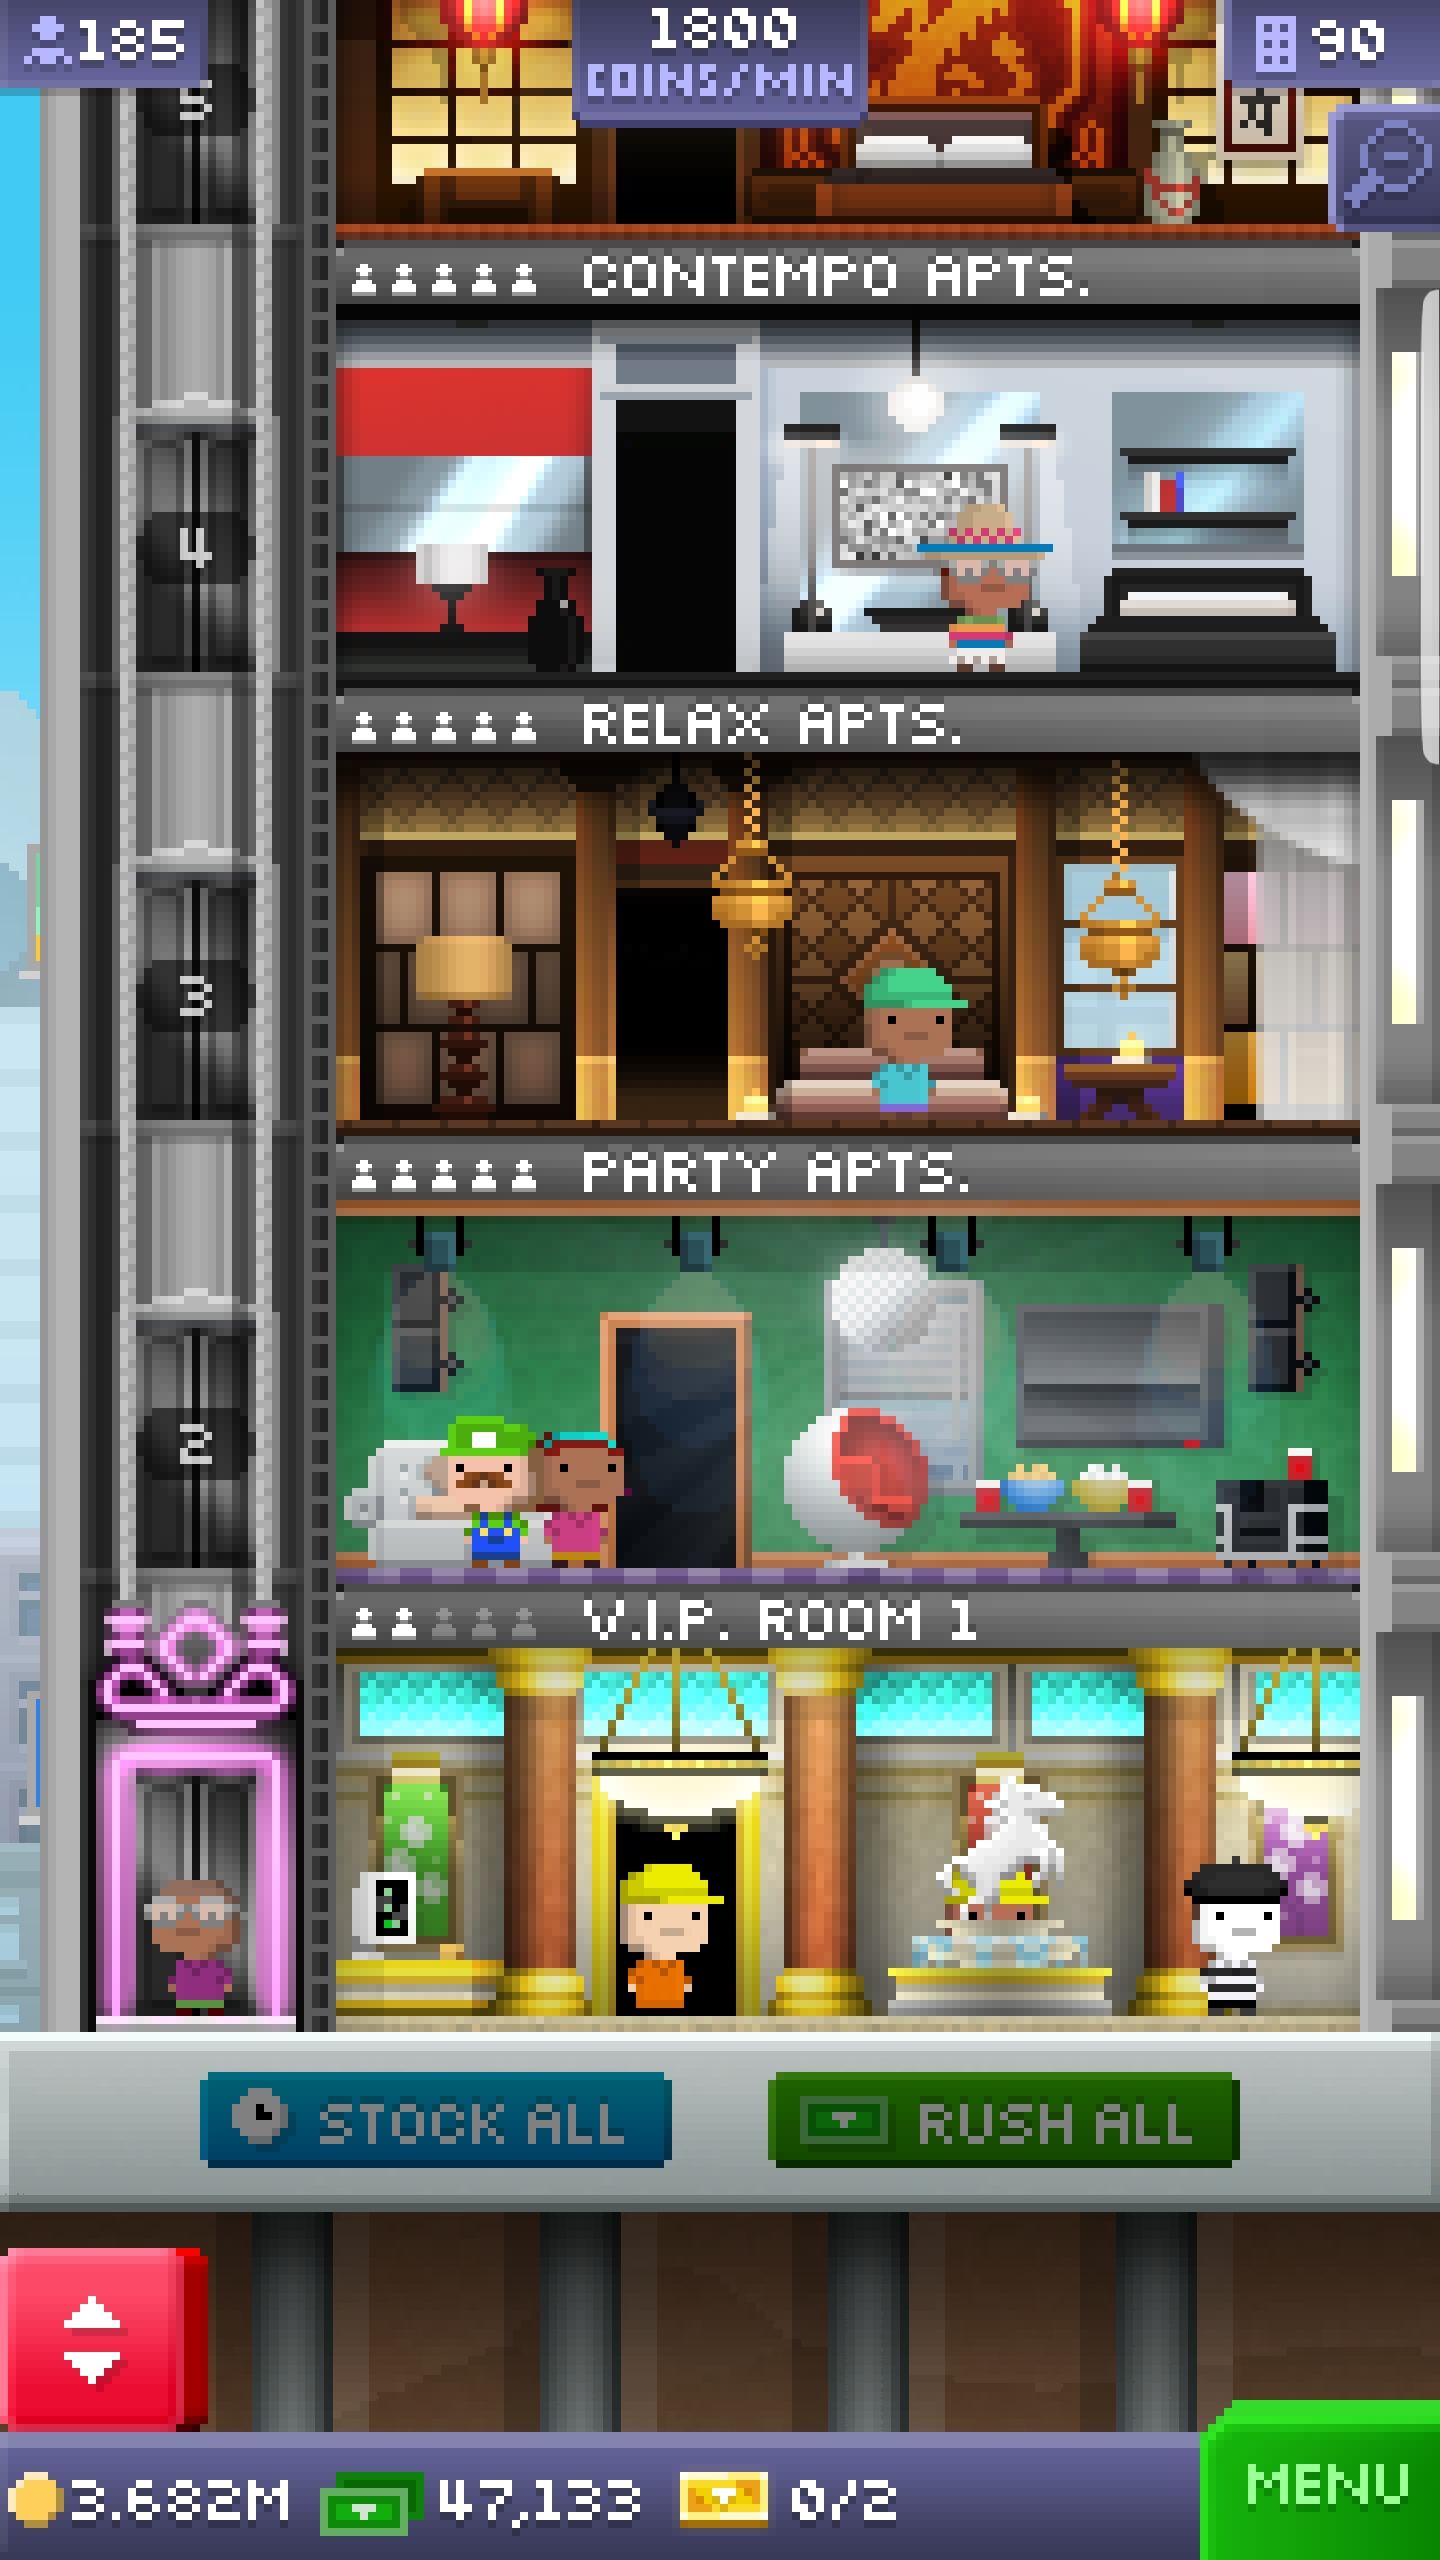 185
1800
COINS/MIN
90
5
CONTEMPO APTS.
4
RELAX APTS.
3
PARTY APTS.
2
V.I.P. ROOM 1
STOCK ALL
RUSH ALL
3.682M
47,133
0/2
MENU